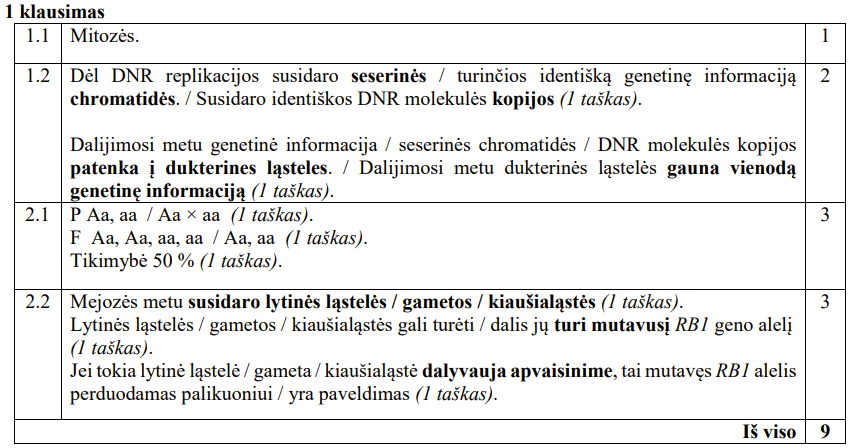 1 klausimas
1.1 Mitozės. 1
1.2 Dėl DNR replikacijos susidaro seserinės / turinčios identišką genetinę informaciją 2
chromatidės. / Susidaro identiškos DNR molekulės kopijos (1 taškas).
Dalijimosi metu genetinė informacija / seserinės chromatidės / DNR molekulės kopijos
patenka į dukterines ląsteles. / Dalijimosi metu dukterinės ląstelės gauna vienodą
genetinę informaciją (1 taškas).
2.1 P Aa, aa / Aa × aa (1 taškas). 3
F Aa, Aa, aa, aa / Aa, aa (1 taškas).
Tikimybė 50 % (1 taškas).
2.2 Mejozės metu susidaro lytinės ląstelės / gametos / kiaušialąstės (1 taškas). 3
Lytinės ląstelės / gametos / kiaušialąstės gali turėti / dalis jų turi mutavusį RB1 geno alelį
(1 taškas).
Jei tokia lytinė ląstelė / gameta / kiaušialąstė dalyvauja apvaisinime, tai mutavęs RB1 alelis
perduodamas palikuoniui / yra paveldimas (1 taškas).
Iš viso 9